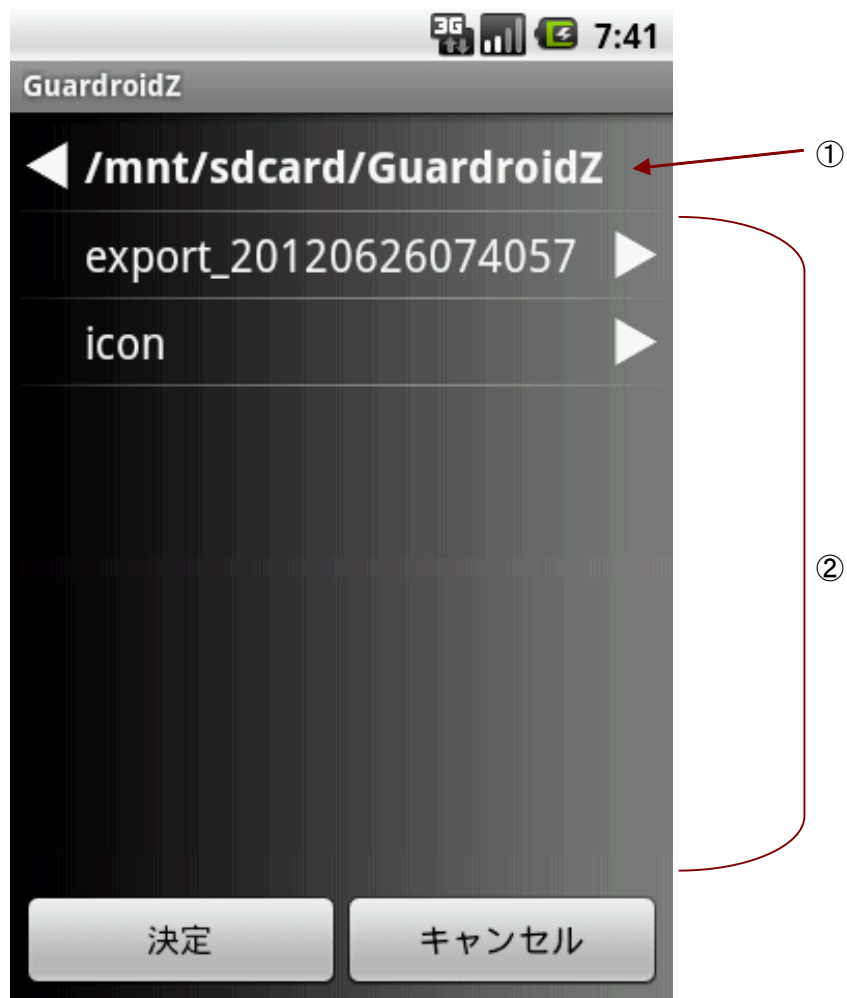 3G 7:41
GuardroidZ
/mnt/sdcard/GuardroidZ
①
export_20120626074057
icon
②
決定 キャンセル